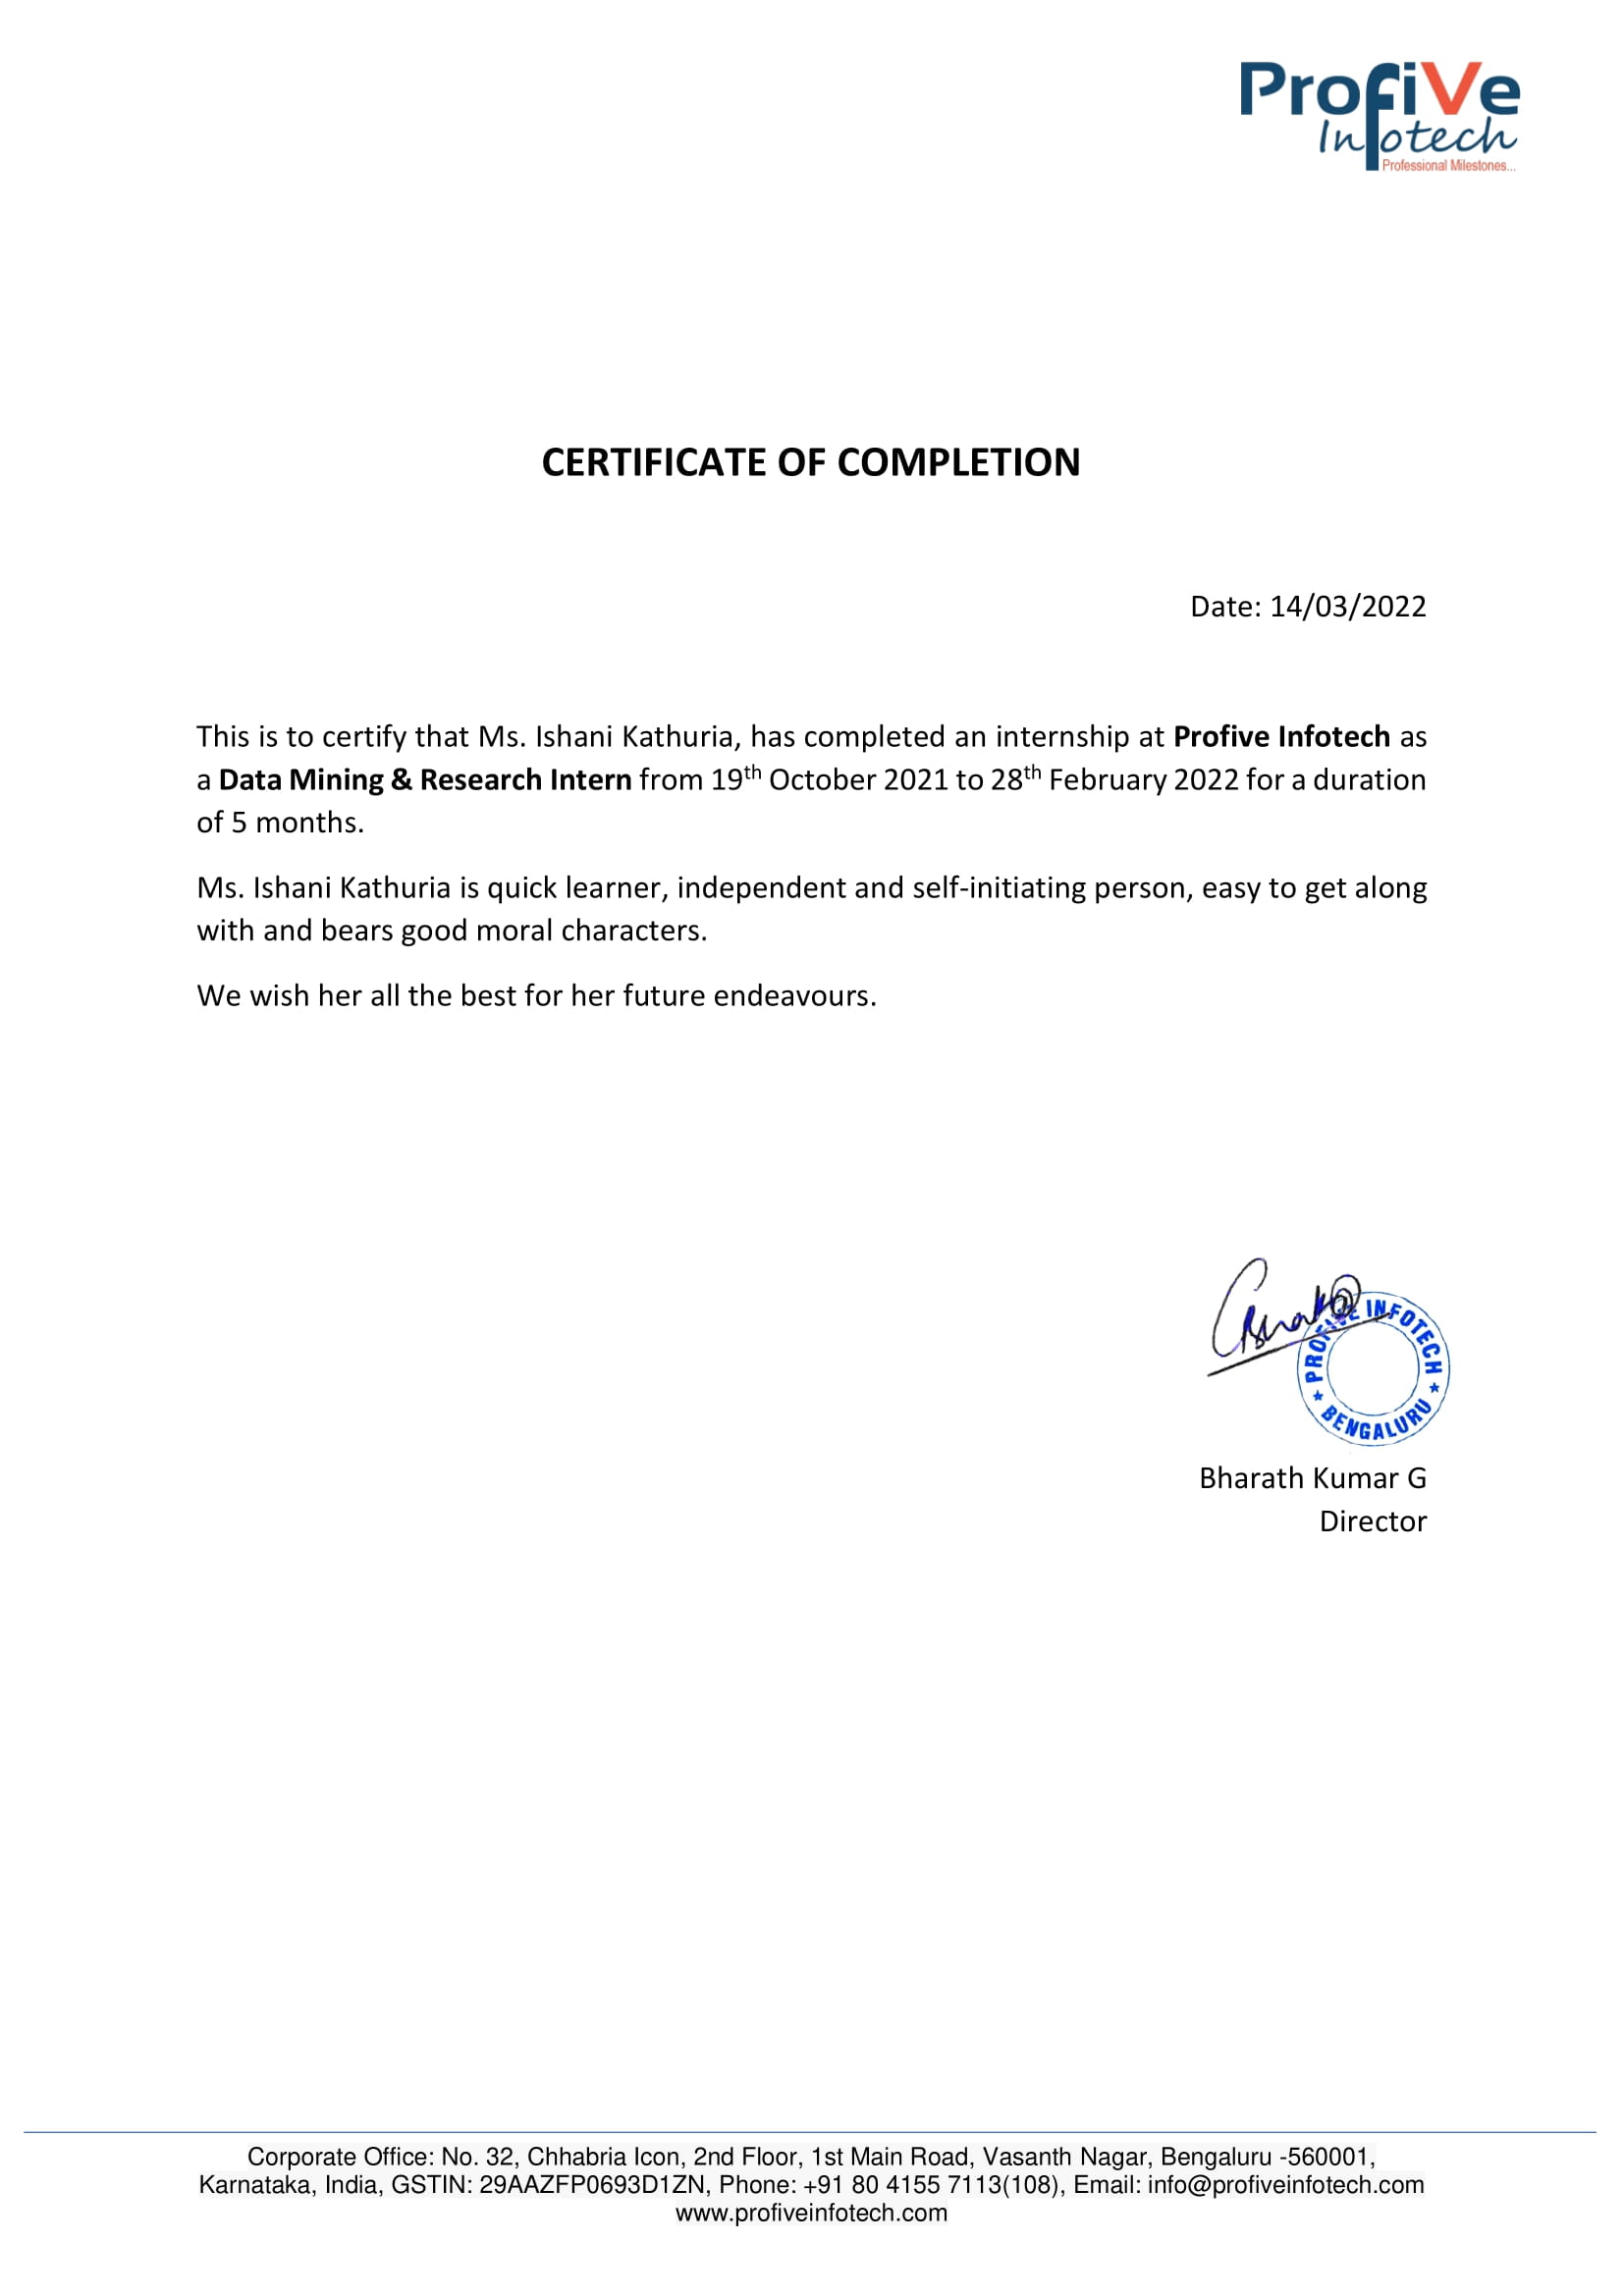 ProfiVe
Infotech
Professional Milestones...
CERTIFICATE OF COMPLETION
Date: 14/03/2022
This is to certify that Ms. Ishani Kathuria, has completed an internship at Profive Infotech as
a Data Mining & Research Intern from 19th October 2021 to 28th February 2022 for a duration
of 5 months.
Ms. Ishani Kathuria is quick learner, independent and self-initiating person, easy to get along
with and bears good moral characters.
We wish her all the best for her future endeavours.
PROFIVE INFOTECH
★ BENGALURU ★
Bharath Kumar G
Director
Corporate Office: No. 32, Chhabria Icon, 2nd Floor, 1st Main Road, Vasanth Nagar, Bengaluru -560001,
Karnataka, India, GSTIN: 29AAZFP0693D1ZN, Phone: +91 80 4155 7113(108), Email: info@profiveinfotech.com
www.profiveinfotech.com